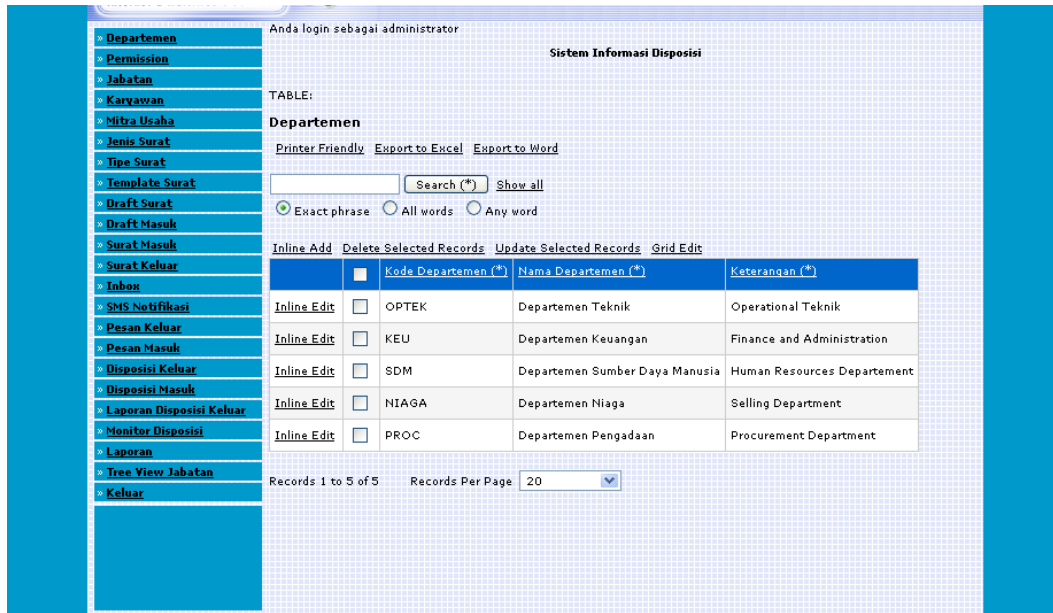 Anda login sebagai administrator
Sistem Informasi Disposisi
» Departemen
» Permission
» Jabatan
» Karyawan
» Mitra Usaha
» Jenis Surat
» Tipe Surat
» Template Surat
» Draft Surat
» Draft Masuk
» Surat Masuk
» Surat Keluar
» Inbox
» SMS Notifikasi
» Pesan Keluar
» Pesan Masuk
» Disposisi Keluar
» Disposisi Masuk
» Laporan Disposisi Keluar
» Monitor Disposisi
» Laporan
» Tree View Jabatan
» Keluar
TABLE:
Departemen
Printer Friendly Export to Excel Export to Word
Search (*) Show all
Exact phrase All words Any word
Inline Add Delete Selected Records Update Selected Records Grid Edit
Kode Departemen (*) Nama Departemen (*) Keterangan (*)
Inline Edit OPTEK Departemen Teknik Operational Teknik
Inline Edit KEU Departemen Keuangan Finance and Administration
Inline Edit SDM Departemen Sumber Daya Manusia Human Resources Departement
Inline Edit NIAGA Departemen Niaga Selling Department
Inline Edit PROC Departemen Pengadaan Procurement Department
Records 1 to 5 of 5 Records Per Page 20